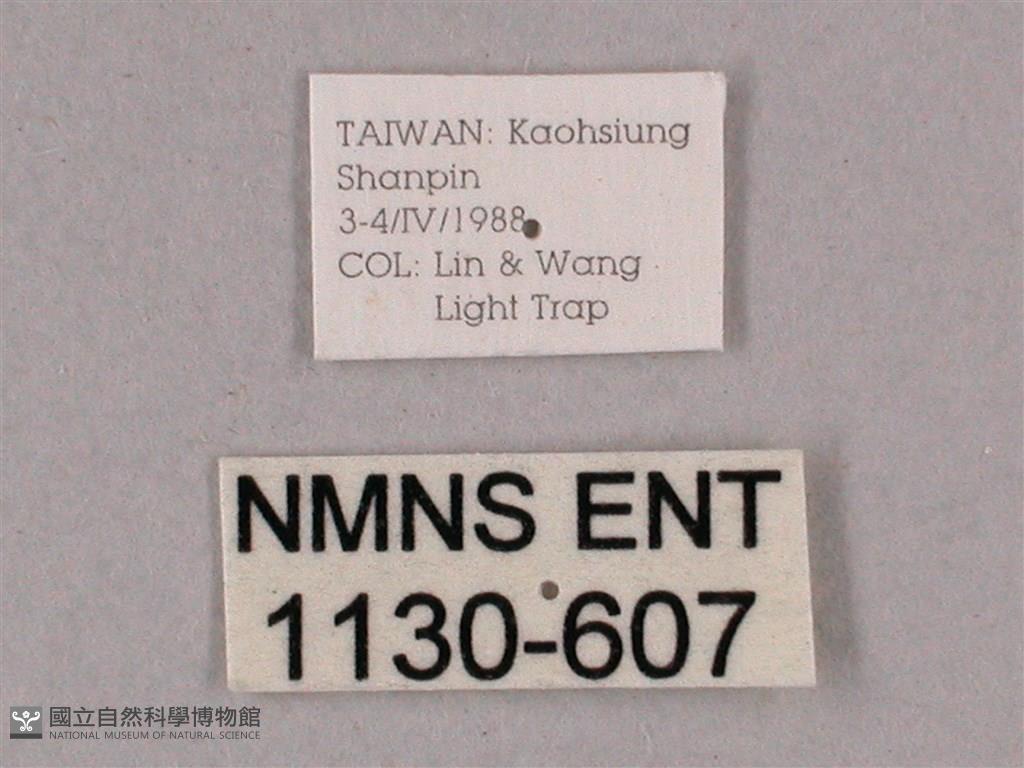 TAIWAN: Kaohsiung
Shanpin
3-4/IV/1988
COL: Lin & Wang
Light Trap
NMNS ENT
1130-607
國立自然科學博物館
NATIONAL MUSEUM OF NATURAL SCIENCE